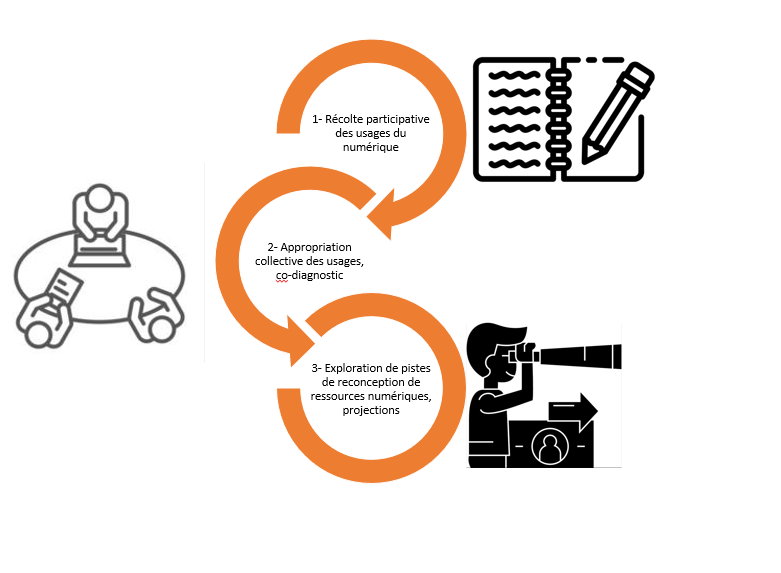 1- Récolte participative
des usages du
numérique
2- Appropriation
collective des usages,
co-diagnostic
3- Exploration de pistes
de reconception de
ressources numériques,
projections